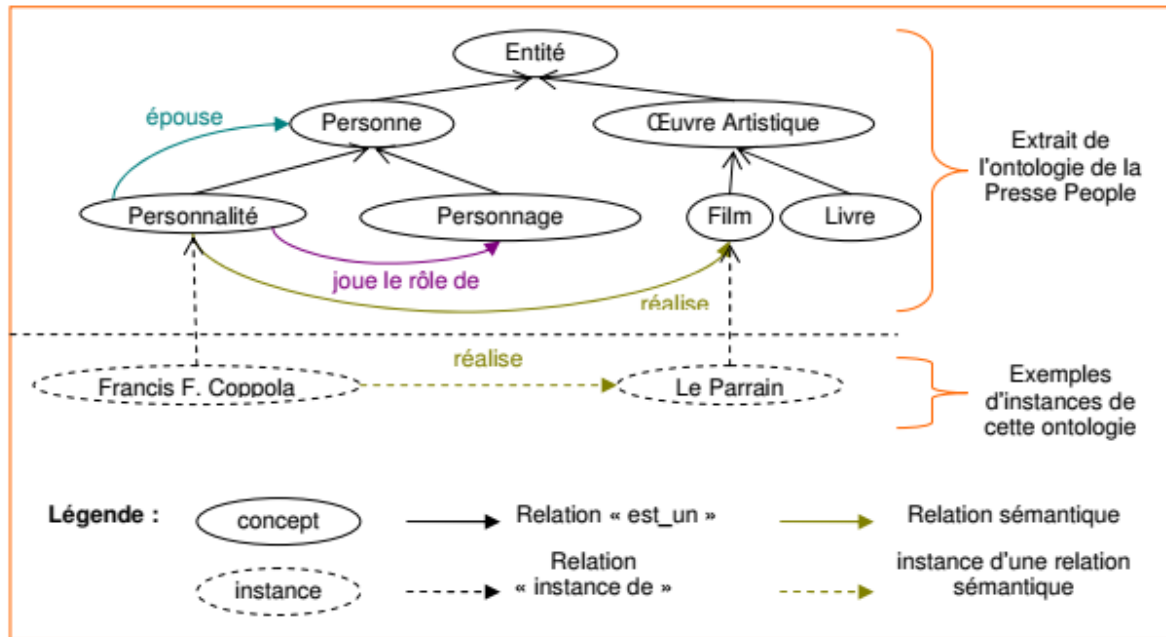 Entité
épouse
Personne
Œuvre Artistique
Extrait de
l'ontologie de la
Presse People
Personnalité
Personnage
Film
Livre
joue le rôle de
réalise
réalise
Francis F. Coppola
Le Parrain
Exemples
d'instances de
cette ontologie
Légende :
concept
Relation « est_un »
Relation sémantique
instance
Relation
« instance de »
instance d'une relation
sémantique